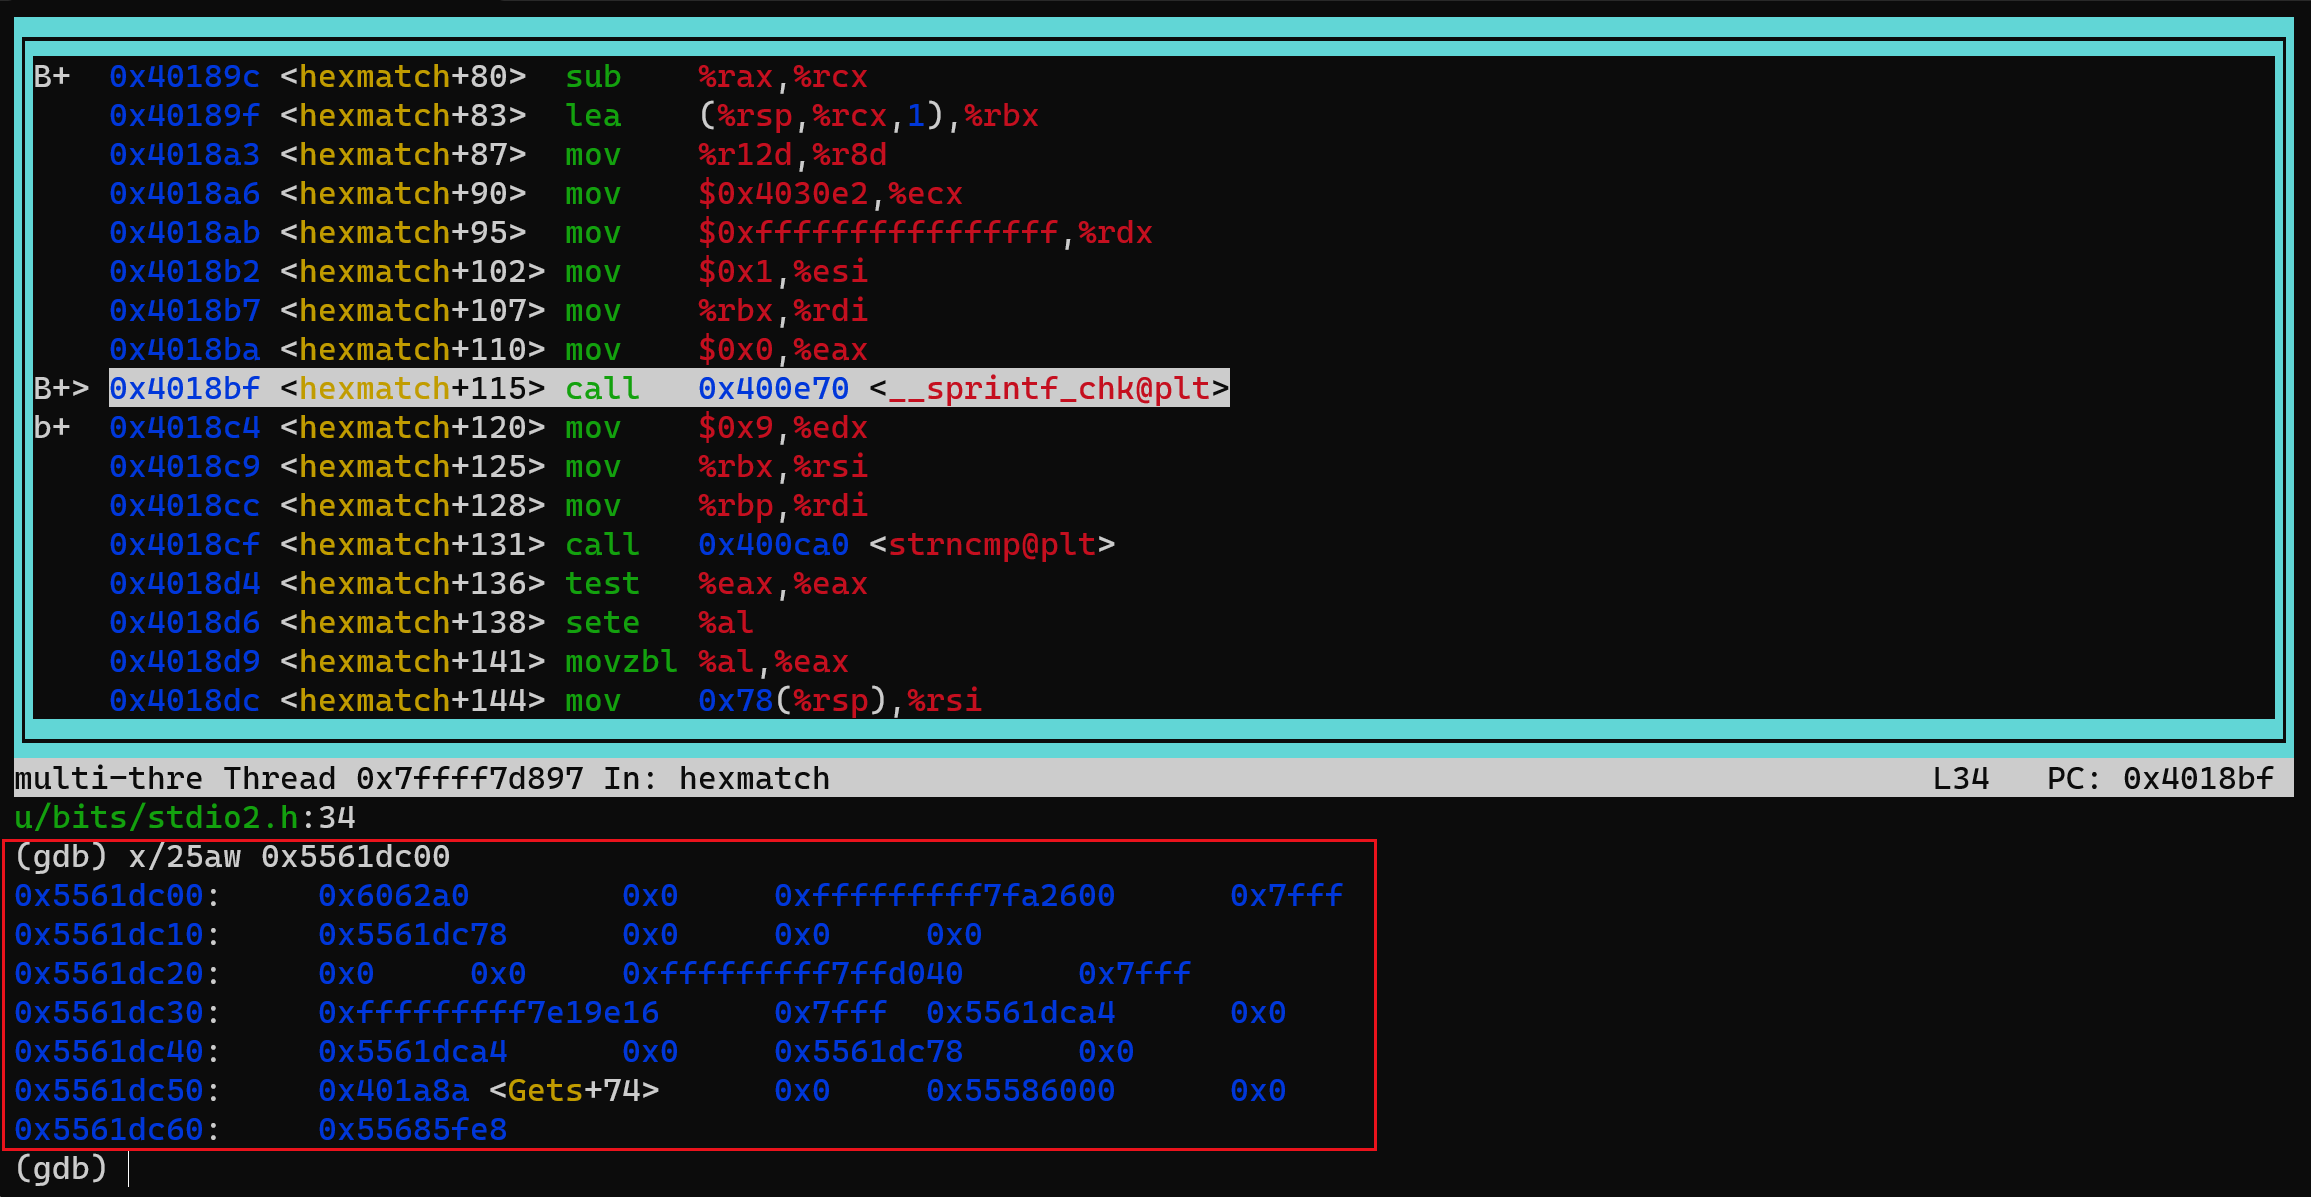 B+ 0x40189c <hexmatch+80> sub %rax,%rcx
0x40189f <hexmatch+83> lea (%rsp,%rcx,1),%rbx
0x4018a3 <hexmatch+87> mov %r12d,%r8d
0x4018a6 <hexmatch+90> mov $0x4030e2,%ecx
0x4018ab <hexmatch+95> mov $0xffffffffffffffff,%rdx
0x4018b2 <hexmatch+102> mov $0x1,%esi
0x4018b7 <hexmatch+107> mov %rbx,%rdi
0x4018ba <hexmatch+110> mov $0x0,%eax
B+> 0x4018bf <hexmatch+115> call 0x400e70 <__sprintf_chk@plt>
b+ 0x4018c4 <hexmatch+120> mov $0x9,%edx
0x4018c9 <hexmatch+125> mov %rbx,%rsi
0x4018cc <hexmatch+128> mov %rbp,%rdi
0x4018cf <hexmatch+131> call 0x400ca0 <strncmp@plt>
0x4018d4 <hexmatch+136> test %eax,%eax
0x4018d6 <hexmatch+138> sete %al
0x4018d9 <hexmatch+141> movzbl %al,%eax
0x4018dc <hexmatch+144> mov 0x78(%rsp),%rsi
multi-thre Thread 0x7ffff7d897 In: hexmatch L34 PC: 0x4018bf
u/bits/stdio2.h:34
(gdb) x/25aw 0x5561dc00
0x5561dc00: 0x6062a0 0x0 0xfffffffff7fa2600 0x7fff
0x5561dc10: 0x5561dc78 0x0 0x0 0x0
0x5561dc20: 0x0 0x0 0xfffffffff7ffd040 0x7fff
0x5561dc30: 0xfffffffff7e19e16 0x7fff 0x5561dca4 0x0
0x5561dc40: 0x5561dca4 0x0 0x5561dc78 0x0
0x5561dc50: 0x401a8a <Gets+74> 0x0 0x55586000 0x0
0x5561dc60: 0x55685fe8
(gdb)